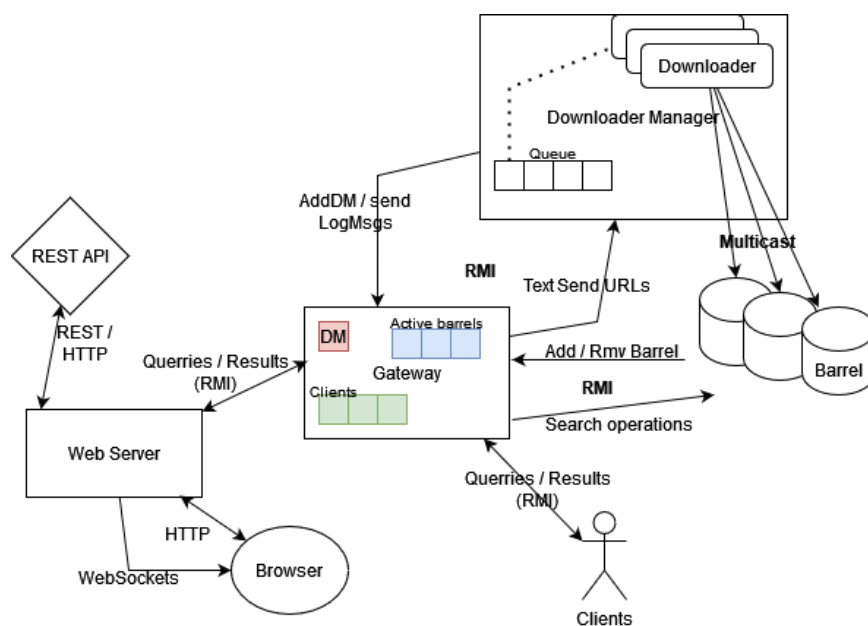 Downloader
Downloader Manager
Queue
AddDM / send
LogMsgs
REST API
RMI
Multicast
Text Send URLs
REST /
HTTP
DM
Active barrels
Querries / Results
(RMI)
Gateway
Add / Rmv Barrel
Barrel
Clients
RMI
Search operations
Web Server
Querries / Results
(RMI)
HTTP
WebSockets
Browser
Clients